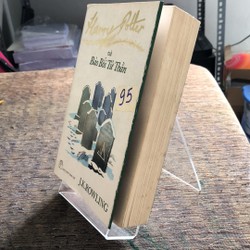 Harry Potter
và
Bảo Bối Tử Thần
95
J.K.ROWLING